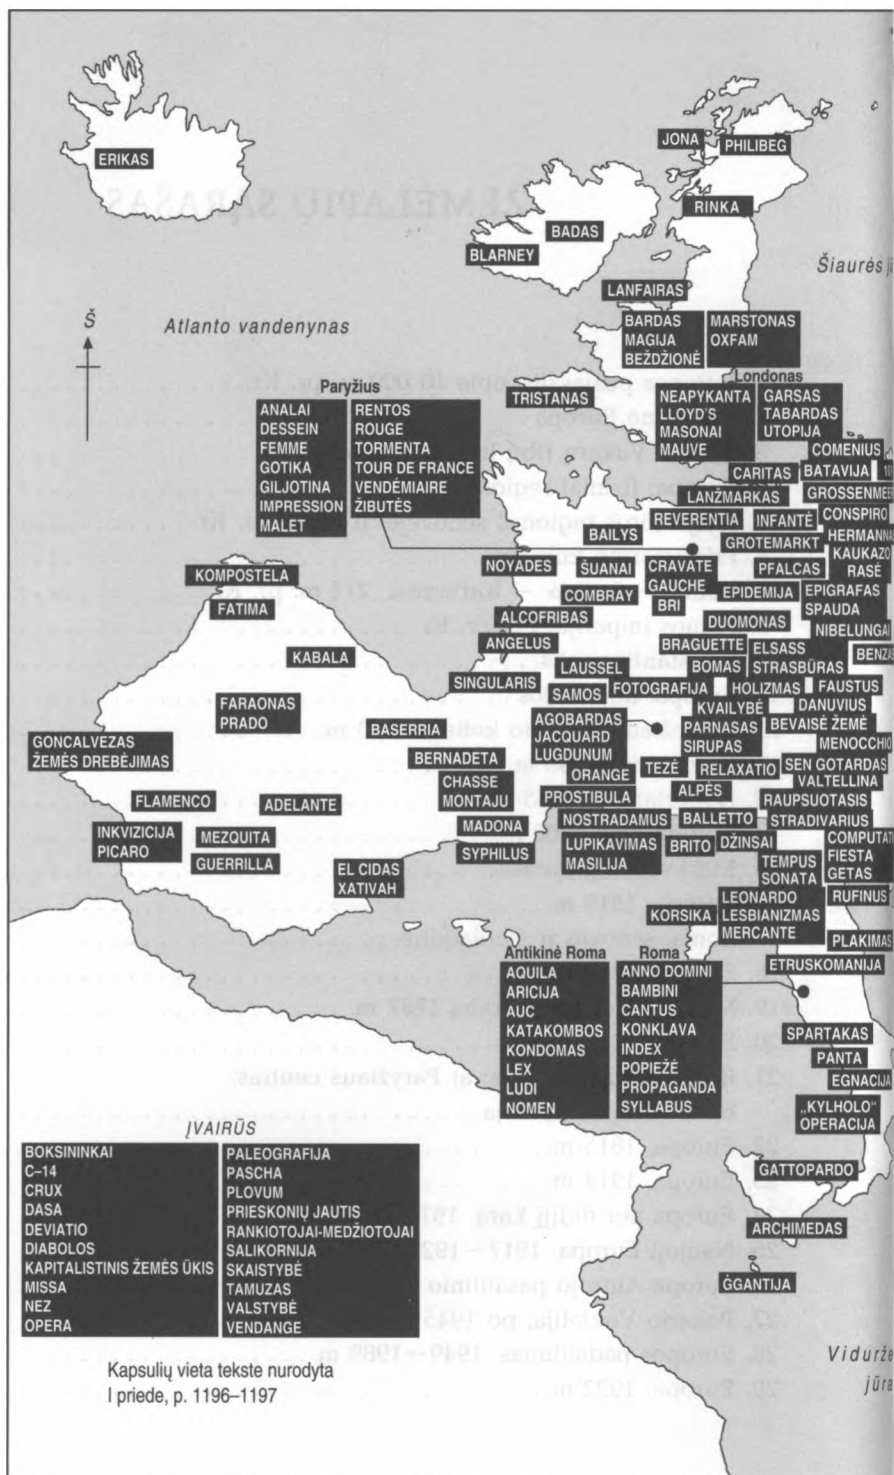 ERIKAS
JONA
PHILIBEG
RINKA
BADAS
BLARNEY
Šiaurės
LANFAIRAS
Š
Atlanto vandenynas
BARDAS
MAGIJA
BEŽDŽIONĖ
MARSTONAS
OXFAM
TRISTANAS
Londonas
NEAPYKANTA
LLOYD'S
MASONAI
MAUVE
GARSAS
TABARDAS
UTOPIJA
Paryžius
ANALAI
DESSEIN
FEMME
GOTIKA
GILJOTINA
IMPRESSION
MALET
RENTOS
ROUGE
TORMENTA
TOUR DE FRANCE
VENDÉMIAIRE
ŽIBUTĖS
COMENIUS
CARITAS
BATAVIJA
LANŽMARKAS
GROSSENMEE
REVERENTIA
INFANTĖ
CONSPIRO
BAILYS
GROTEMARKT
HERMANNAS
KAUKAZO
RASĖ
NOYADES
ŠUANAI
CRAVATE
GAUCHE
PFALCAS
KOMPOSTELA
COMBRAY
BRI
EPIDEMIJA
EPIGRAFAS
SPAUDA
FATIMA
ALCOFRIBAS
DUOMONAS
NIBELUNGAI
ANGELUS
BRAGUETTE
ELSASS
STRASBŪRAS
KABALA
LAUSSEL
BOMAS
SINGULARIS
SAMOS
FOTOGRAFIJA
HOLIZMAS
FAUSTUS
FARAONAS
PRADO
KVAILYBĖ
DANUVIUS
BASERRIA
AGOBARDAS
JACQUARD
LUGDUNUM
PARNASAS
SIRUPAS
BEVAISĖ ŽEMĖ
GONCALVEZAS
ŽEMĖS DREBĖJIMAS
MENOCCHIO
BERNADETA
ORANGE
TEZĖ
RELAXATIO
SEN GOTARDAS
VALTELLINA
CHASSE
MONTAJU
FLAMENCO
ADELANTE
PROSTIBULA
ALPĖS
RAUPSUOTASIS
NOSTRADAMUS
BALLETTO
STRADIVARIUS
INKVIZICIJA
PICARO
MEZQUITA
MADONA
LUPIKAVIMAS
MASILIJA
BRITO
DŽINSAI
COMPUTATI
FIESTA
GETAS
GUERRILLA
SYPHILUS
EL CIDAS
XATIVAH
TEMPUS
SONATA
KORSIKA
LEONARDO
LESBIANIZMAS
MERCANTE
RUFINUS
PLAKIMAS
ETRUSKOMANIJA
Antikinė Roma
AQUILA
ARICIJA
AUC
KATAKOMBOS
KONDOMAS
LEX
LUDI
NOMEN
Roma
ANNO DOMINI
BAMBINI
CANTUS
KONKLAVA
INDEX
POPIEŽĖ
PROPAGANDA
SYLLABUS
SPARTAKAS
PANTA
EGNACIJA
„KYLHOLO“
OPERACIJA
GATTOPARDO
ARCHIMEDAS
ĠGANTIJA
ĮVAIRŪS
BOKSININKAI
C–14
CRUX
DASA
DEVIATIO
DIABOLOS
KAPITALISTINIS ŽEMĖS ŪKIS
MISSA
NEZ
OPERA
PALEOGRAFIJA
PASCHA
PLOVUM
PRIESKONIŲ JAUTIS
RANKIOTOJAI-MEDŽIOTOJAI
SALIKORNIJA
SKAISTYBĖ
TAMUZAS
VALSTYBĖ
VENDANGE
Kapsulių vieta tekste nurodyta
I priede, p. 1196–1197
Vidurže
jūra